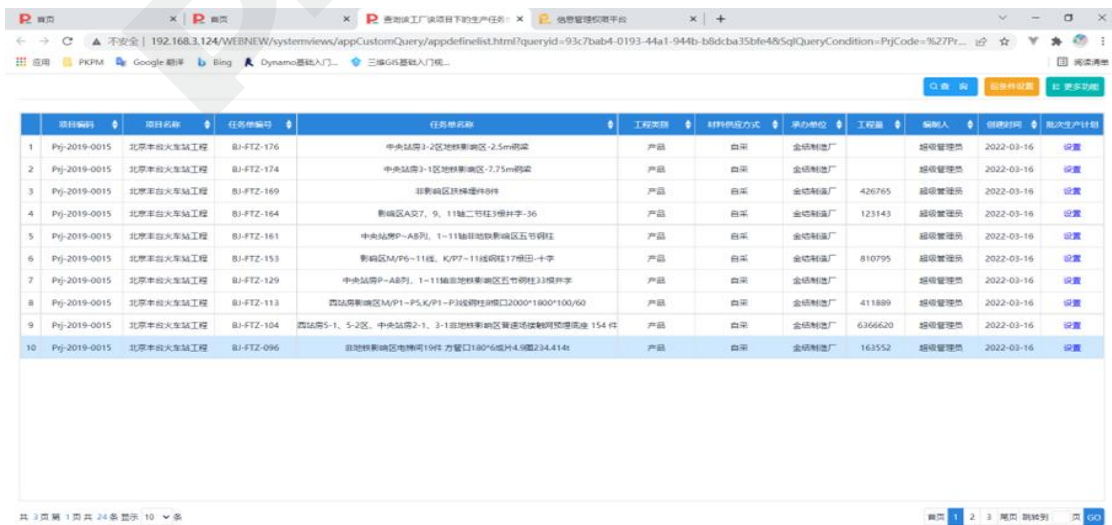 首页
首页
查询该工厂该项目下的生产任务
信息管理权限平台
不安全 | 192.168.3.124/WEBNEW/systemviews/appCustomQuery/appdefinelist.html?queryid=93c7bab4-0193-44a1-944b-b8dcba35bfe4&SqlQueryCondition=PrjCode=%27Pr...
应用 PKPM Google 翻译 Bing Dynamo基础入门... 三维GIS基础入门视...
阅读清单
查 询 更多功能
项目编码 项目名称 任务单编号 任务单名称 工程类别 材料供应方式 承办单位 工程量 编制人 创建时间 批次生产计划
1 Prj-2019-0015 北京丰台火车站工程 BJ-FTZ-176 中央站房3-2区地铁影响区-2.5m钢梁 产品 自采 金结制造厂 超级管理员 2022-03-16 设置
2 Prj-2019-0015 北京丰台火车站工程 BJ-FTZ-174 中央站房3-1区地铁影响区-7.75m钢梁 产品 自采 金结制造厂 超级管理员 2022-03-16 设置
3 Prj-2019-0015 北京丰台火车站工程 BJ-FTZ-169 非影响区扶梯埋件8件 产品 自采 金结制造厂 426765 超级管理员 2022-03-16 设置
4 Prj-2019-0015 北京丰台火车站工程 BJ-FTZ-164 影响区A交7，9，11轴二节柱3根井字-36 产品 自采 金结制造厂 123143 超级管理员 2022-03-16 设置
5 Prj-2019-0015 北京丰台火车站工程 BJ-FTZ-161 中央站房P~AB列，1~11轴非地铁影响区五节钢柱 产品 自采 金结制造厂 超级管理员 2022-03-16 设置
6 Prj-2019-0015 北京丰台火车站工程 BJ-FTZ-153 影响区M/P6~11线，K/P7~11线钢柱17根田-十字 产品 自采 金结制造厂 810795 超级管理员 2022-03-16 设置
7 Prj-2019-0015 北京丰台火车站工程 BJ-FTZ-129 中央站房P~AB列，1~11轴非地铁影响区五节钢柱33根井字 产品 自采 金结制造厂 超级管理员 2022-03-16 设置
8 Prj-2019-0015 北京丰台火车站工程 BJ-FTZ-113 西站房影响区M/P1~P5,K/P1~P3线钢柱8根口2000*1800*100/60 产品 自采 金结制造厂 411889 超级管理员 2022-03-16 设置
9 Prj-2019-0015 北京丰台火车站工程 BJ-FTZ-104 西站房5-1、5-2区，中央站房2-1、3-1非地铁影响区普速场接触网预埋底座 154 件 产品 自采 金结制造厂 6366620 超级管理员 2022-03-16 设置
10 Prj-2019-0015 北京丰台火车站工程 BJ-FTZ-096 非地铁影响区电梯间19件 方管口180*6或片4.9图234.414t 产品 自采 金结制造厂 163552 超级管理员 2022-03-16 设置
共 3 页 第 1 页 共 24 条 显示 10 条
首页 1 2 3 尾页 跳转到 页 GO